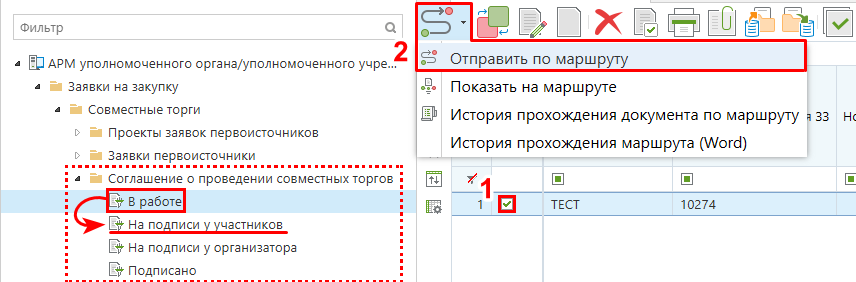 Фильтр
АРМ уполномоченного органа/уполномоченного учре...
Заявки на закупку
Совместные торги
Проекты заявок первоисточников
Заявки первоисточники
Соглашение о проведении совместных торгов
В работе
На подписи у участников
На подписи у организатора
Подписано
2
Отправить по маршруту
Показать на маршруте
История прохождения документа по маршруту
История прохождения маршрута (Word)
я 33
Но
1
1
ТЕСТ
10274